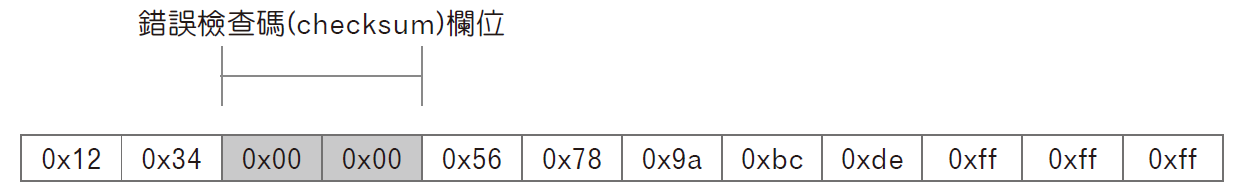 錯誤檢查碼(checksum)欄位
0x12 0x34 0x00 0x00 0x56 0x78 0x9a 0xbc 0xde 0xff 0xff 0xff